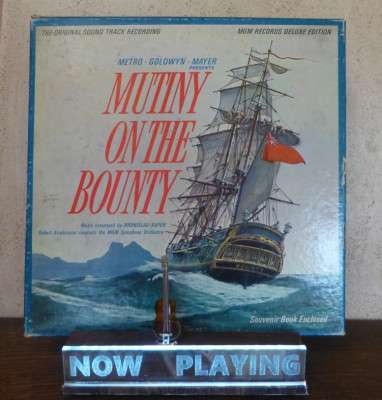 THE ORIGINAL SOUND TRACK RECORDING
MGM RECORDS DELUXE EDITION
METRO · GOLDWYN · MAYER
PRESENTS
MUTINY
ON THE
BOUNTY
Music composed by BRONISLAU KAPER
Robert Armbruster conducts the MGM Symphony Orchestra
Souvenir Book Enclosed
NOW PLAYING